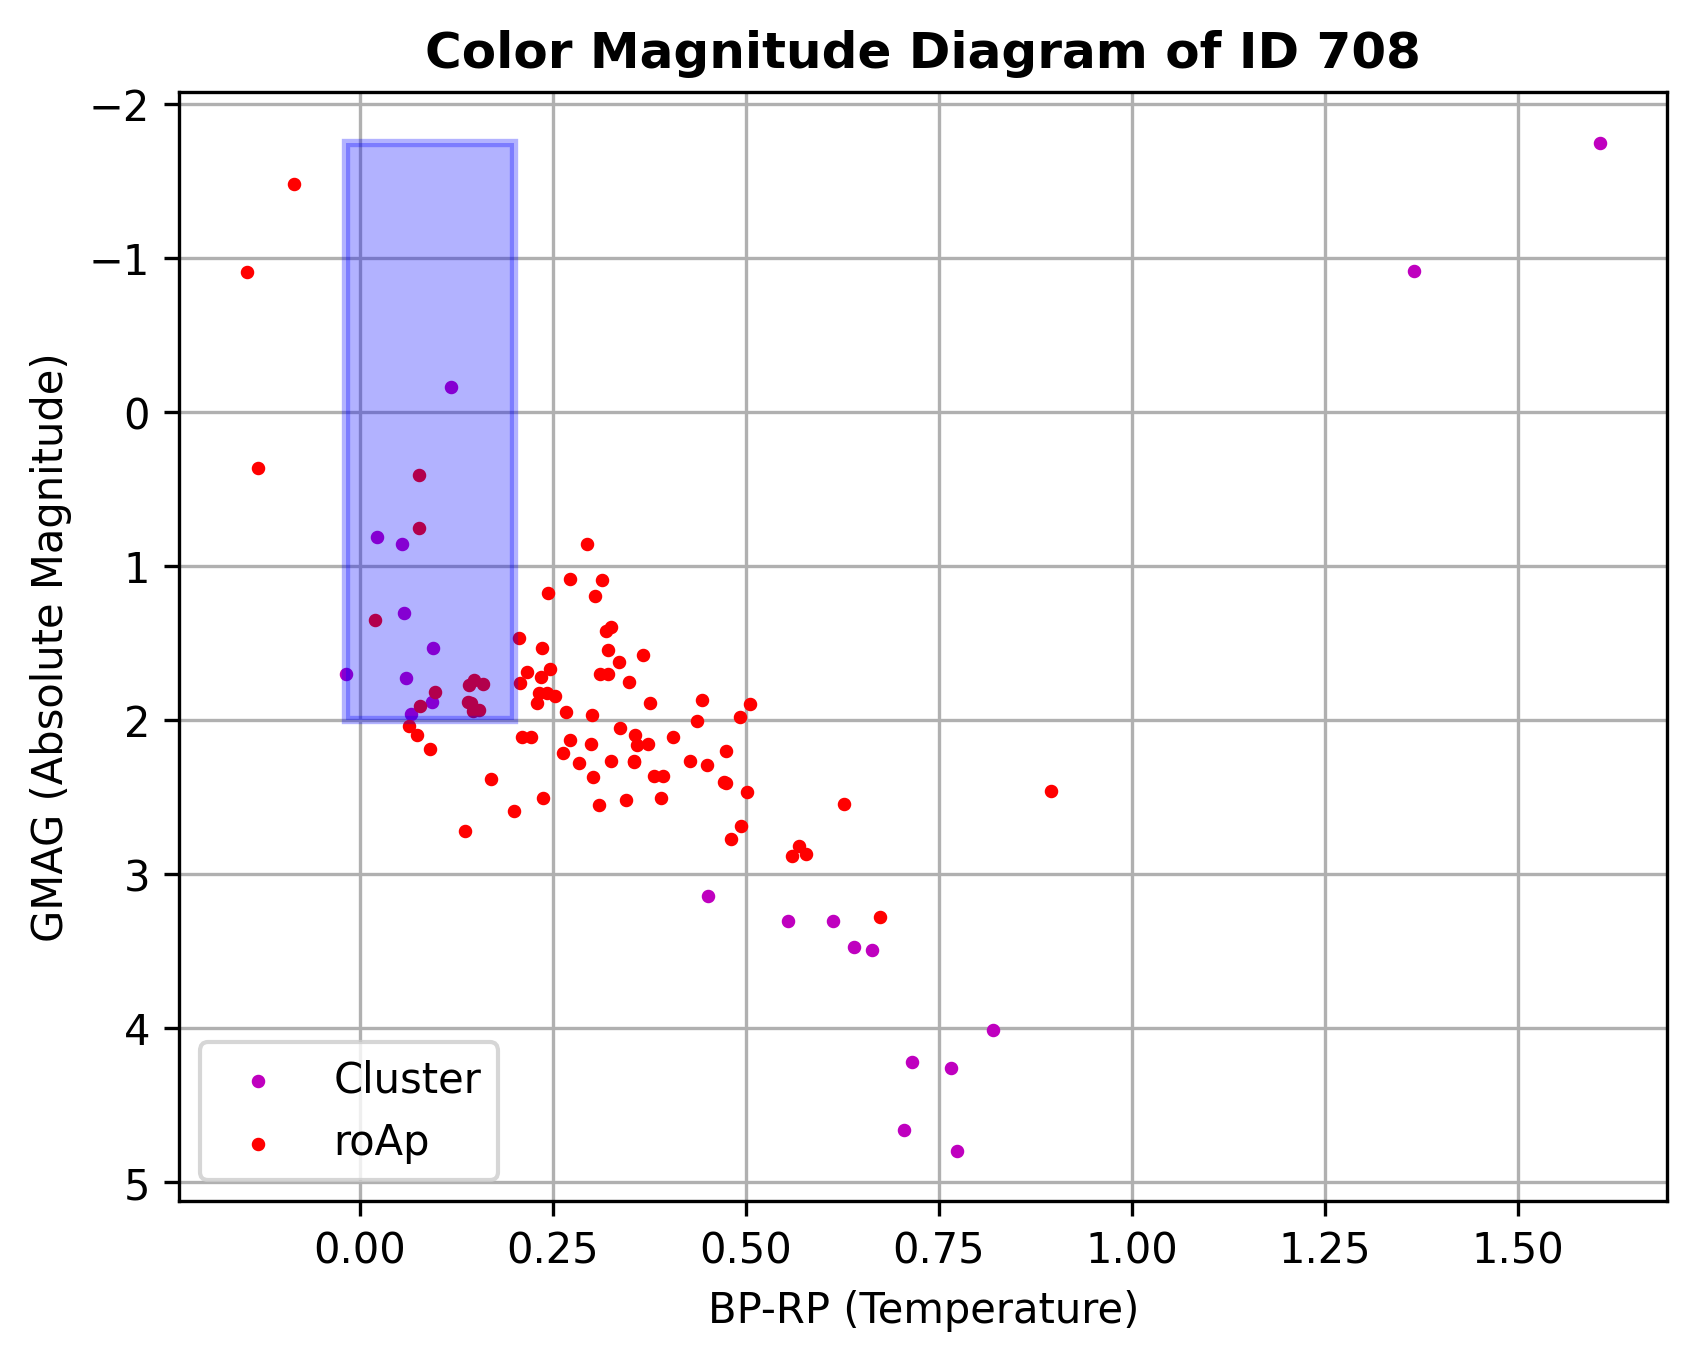 Color Magnitude Diagram of ID 708
−2
−1
0
1
2
3
4
5
GMAG (Absolute Magnitude)
Cluster
roAp
0.00 0.25 0.50 0.75 1.00 1.25 1.50
BP-RP (Temperature)